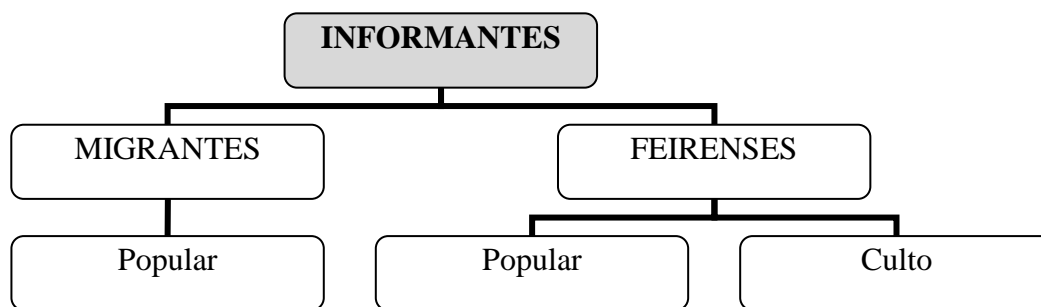 INFORMANTES
MIGRANTES
FEIRENSES
Popular
Popular
Culto